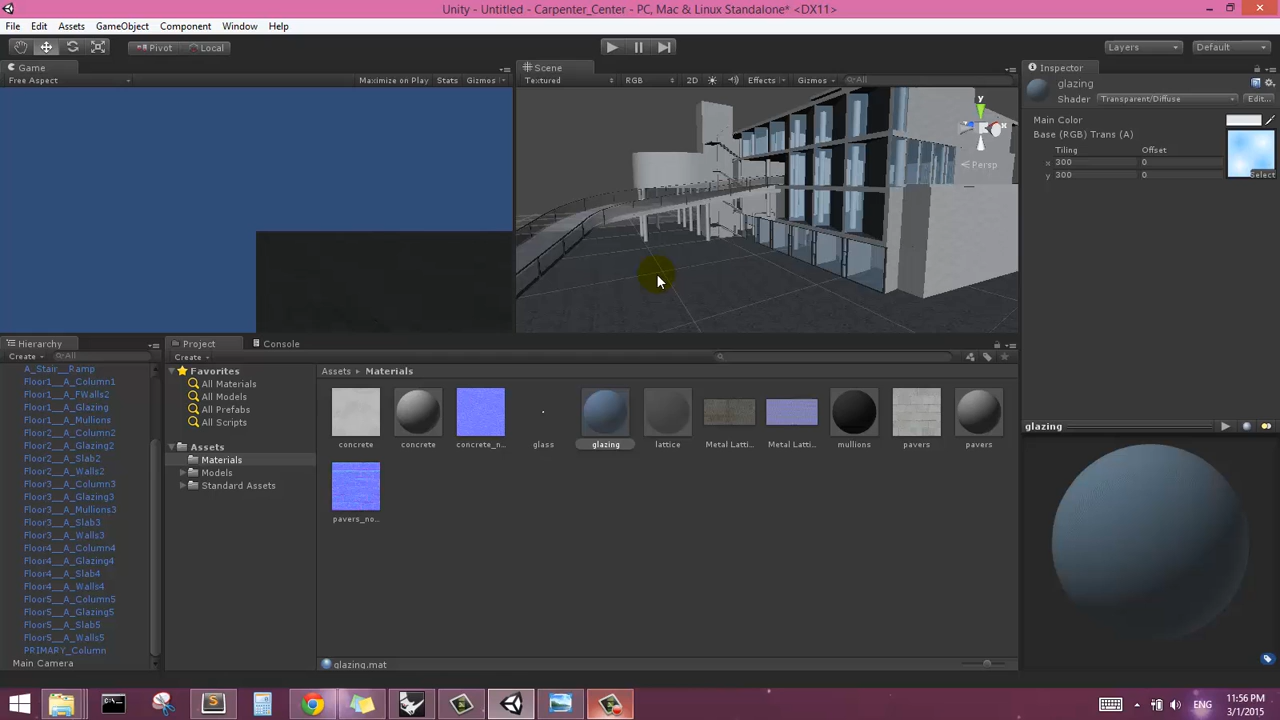 Unity - Untitled - Carpenter_Center - PC, Mac & Linux Standalone* <DX11>
File Edit Assets GameObject Component Window Help
Pivot Local Layers Default
Game Scene Inspector
Free Aspect Maximize on Play Stats Gizmos Textured RGB 2D Effects Gizmos All
glazing
Shader Transparent/Diffuse Edit...
Main Color
Base (RGB) Trans (A)
Tiling Offset
x 300 0
y 300 0
Select
y
x
Persp
Hierarchy Project Console
Create All Create
A_Stair__Ramp
Floor1__A_Column1
Floor1__A_FWalls2
Floor1__A_Glazing
Floor1__A_Mullions
Floor2__A_Column2
Floor2__A_Glazing2
Floor2__A_Slab2
Floor2__A_Walls2
Floor3__A_Column3
Floor3__A_Glazing3
Floor3__A_Mullions3
Floor3__A_Slab3
Floor3__A_Walls3
Floor4__A_Column4
Floor4__A_Glazing4
Floor4__A_Slab4
Floor4__A_Walls4
Floor5__A_Column5
Floor5__A_Glazing5
Floor5__A_Slab5
Floor5__A_Walls5
PRIMARY_Column
Main Camera
Favorites
All Materials
All Models
All Prefabs
All Scripts
Assets
Materials
Models
Standard Assets
Assets Materials
concrete concrete concrete_n... glass glazing lattice Metal Latti... Metal Latti... mullions pavers pavers
pavers_no...
glazing.mat
glazing
ENG
11:56 PM
3/1/2015